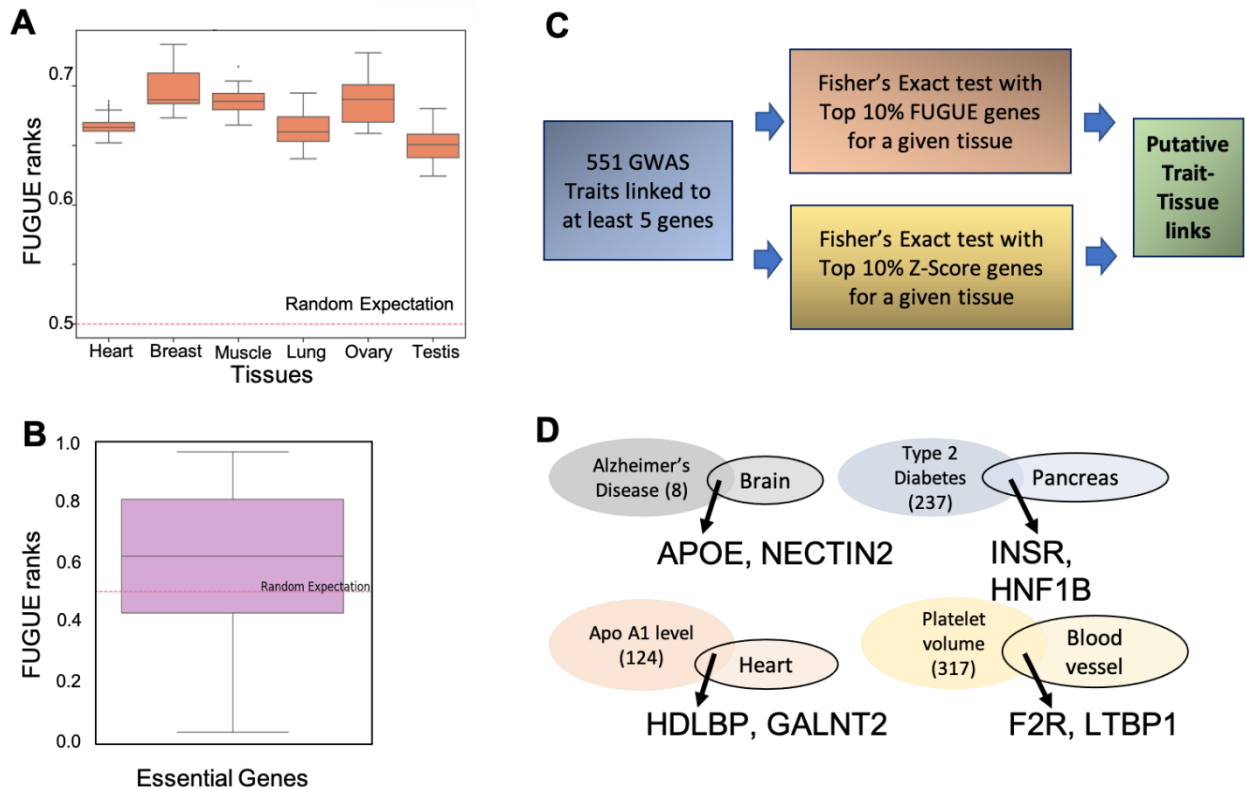 A
FUGUE ranks
0.7
0.6
0.5
Random Expectation
Heart Breast Muscle Lung Ovary Testis
Tissues
B
FUGUE ranks
1.0
0.8
0.6
0.4
0.2
0.0
Random Expectation
Essential Genes
C
551 GWAS
Traits linked to
at least 5 genes
Fisher's Exact test with
Top 10% FUGUE genes
for a given tissue
Fisher's Exact test with
Top 10% Z-Score genes
for a given tissue
Putative
Trait-
Tissue
links
D
Alzheimer's
Disease (8)
Brain
APOE, NECTIN2
Type 2
Diabetes
(237)
Pancreas
INSR,
HNF1B
Apo A1 level
(124)
Heart
HDLBP, GALNT2
Platelet
volume
(317)
Blood
vessel
F2R, LTBP1